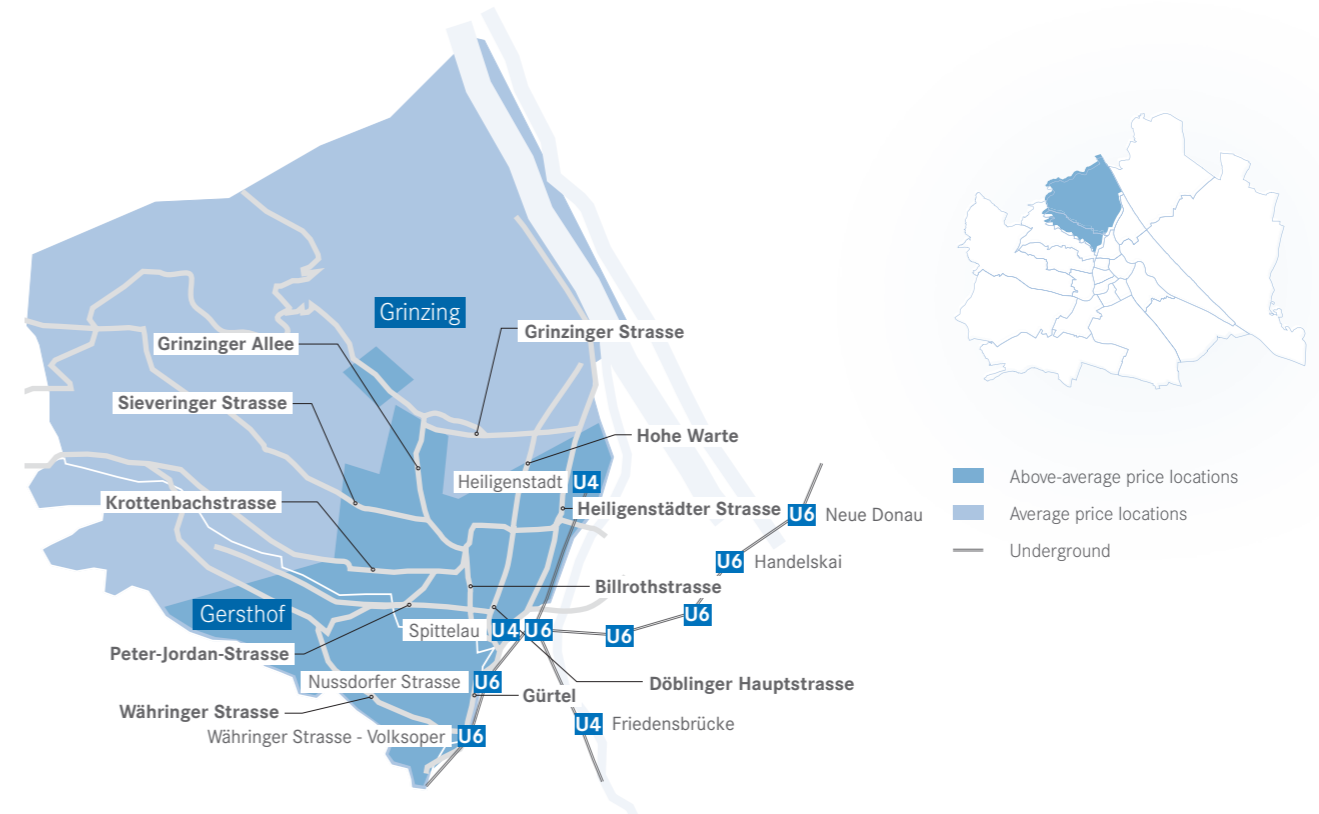 Grinzing
Grinzinger Strasse
Grinzinger Allee
Sieveringer Strasse
Hohe Warte
Heiligenstadt U4
Above-average price locations
Krottenbachstrasse
Heiligenstädter Strasse
U6 Neue Donau
Average price locations
Underground
U6 Handelskai
Billrothstrasse
Gersthof
U6
Spittelau U4 U6
U6
Peter-Jordan-Strasse
Nussdorfer Strasse U6
Döblinger Hauptstrasse
Gürtel
Währinger Strasse
U4 Friedensbrücke
Währinger Strasse - Volksoper U6